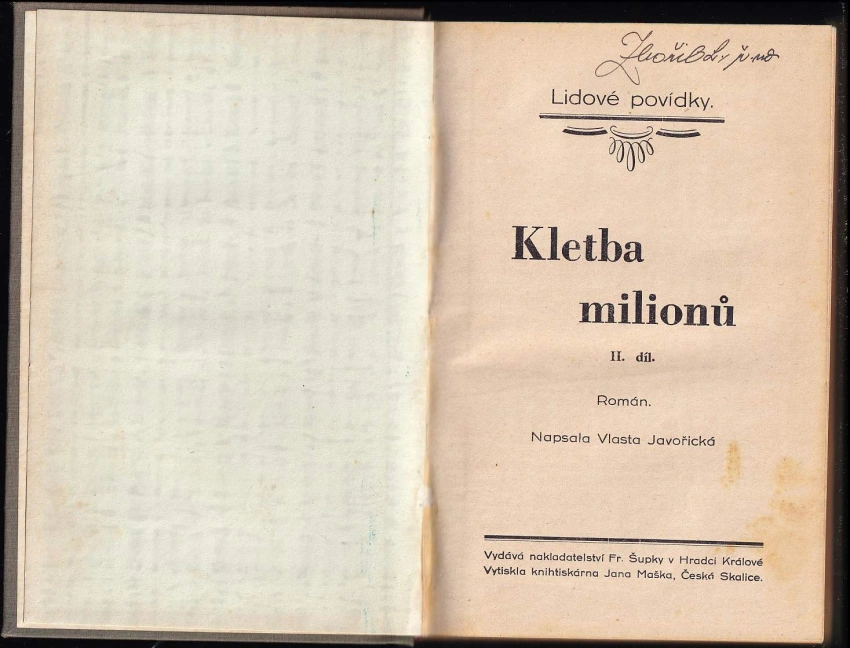 Lidové povídky.
Kletba
milionů
II. díl.
Román.
Napsala Vlasta Javořická
Vydává nakladatelství Fr. Šupky v Hradci Králové
Vytiskla knihtiskárna Jana Maška, Česká Skalice.